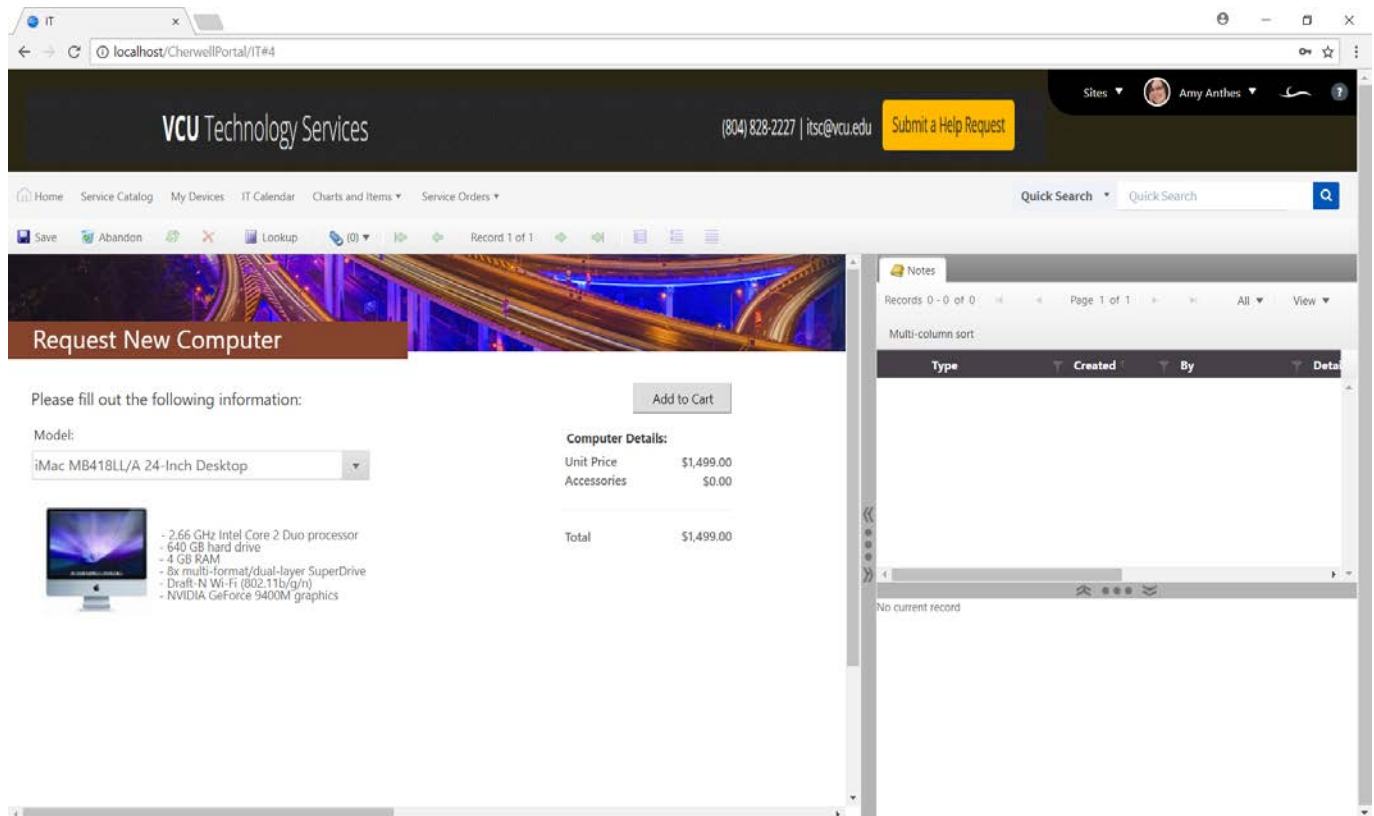 IT
localhost/CherwellPortal/IT#4
Sites Amy Anthes ?
VCU Technology Services
(804) 828-2227 | itsc@vcu.edu
Submit a Help Request
Home Service Catalog My Devices IT Calendar Charts and Items Service Orders
Quick Search Quick Search
Save Abandon Lookup (0) Record 1 of 1
Request New Computer
Please fill out the following information:
Add to Cart
Model:
iMac MB418LL/A 24-Inch Desktop
- 2.66 GHz Intel Core 2 Duo processor
- 640 GB hard drive
- 4 GB RAM
- 8x multi-format/dual-layer SuperDrive
- Draft-N Wi-Fi (802.11b/g/n)
- NVIDIA GeForce 9400M graphics
Computer Details:
Unit Price $1,499.00
Accessories $0.00
Total $1,499.00
Notes
Records 0 - 0 of 0 Page 1 of 1 All View
Multi-column sort
Type Created By Detai
No current record